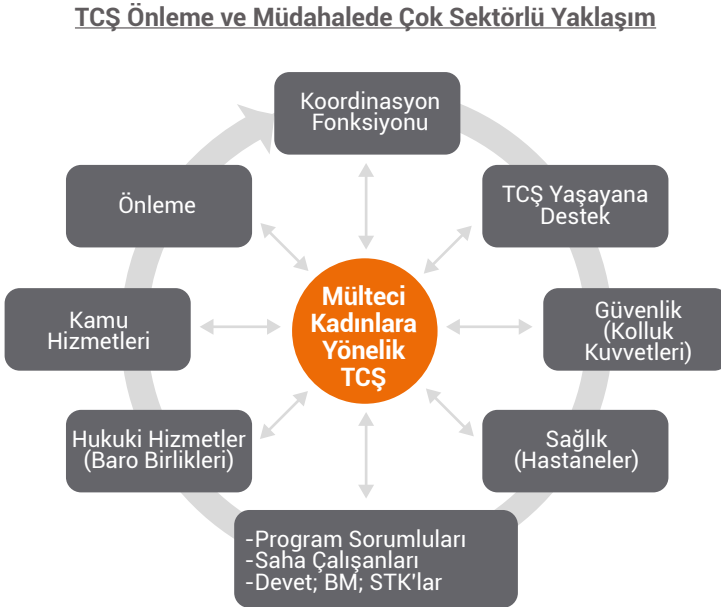 TCŞ Önleme ve Müdahalede Çok Sektörlü Yaklaşım
Koordinasyon
Fonksiyonu
TCŞ Yaşayana
Destek
Güvenlik
(Kolluk
Kuvvetleri)
Sağlık
(Hastaneler)
-Program Sorumluları
-Saha Çalışanları
-Devet; BM; STK'lar
Hukuki Hizmetler
(Baro Birlikleri)
Kamu
Hizmetleri
Önleme
Mülteci
Kadınlara
Yönelik
TCŞ